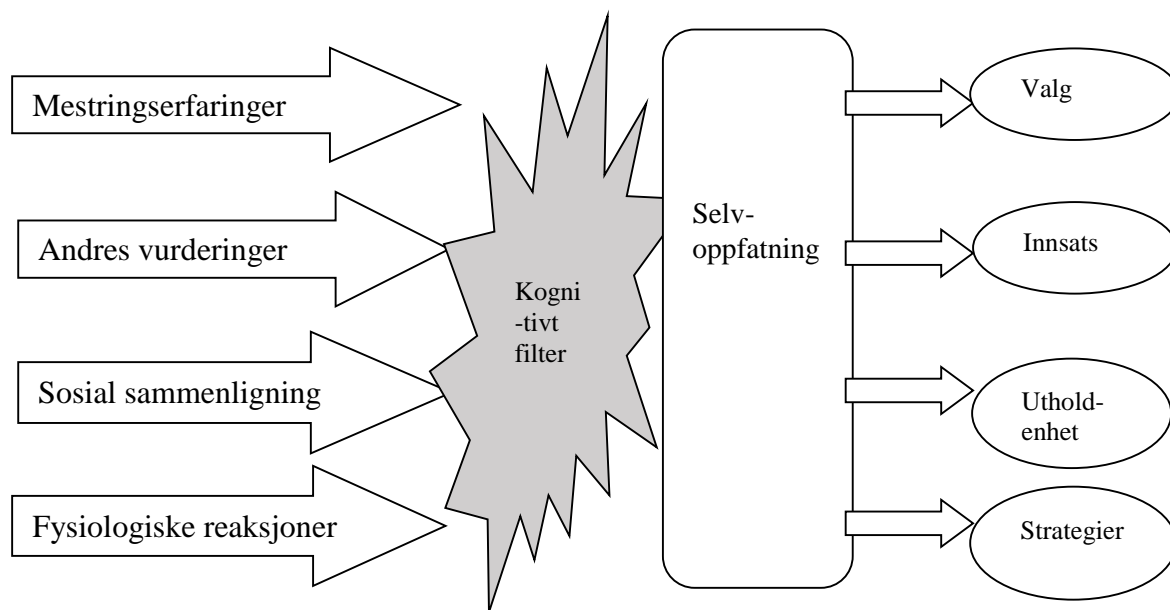 Mestringserfaringer
Andres vurderinger
Sosial sammenligning
Fysiologiske reaksjoner
Kogni
-tivt
filter
Selv-
oppfatning
Valg
Innsats
Uthold-
enhet
Strategier